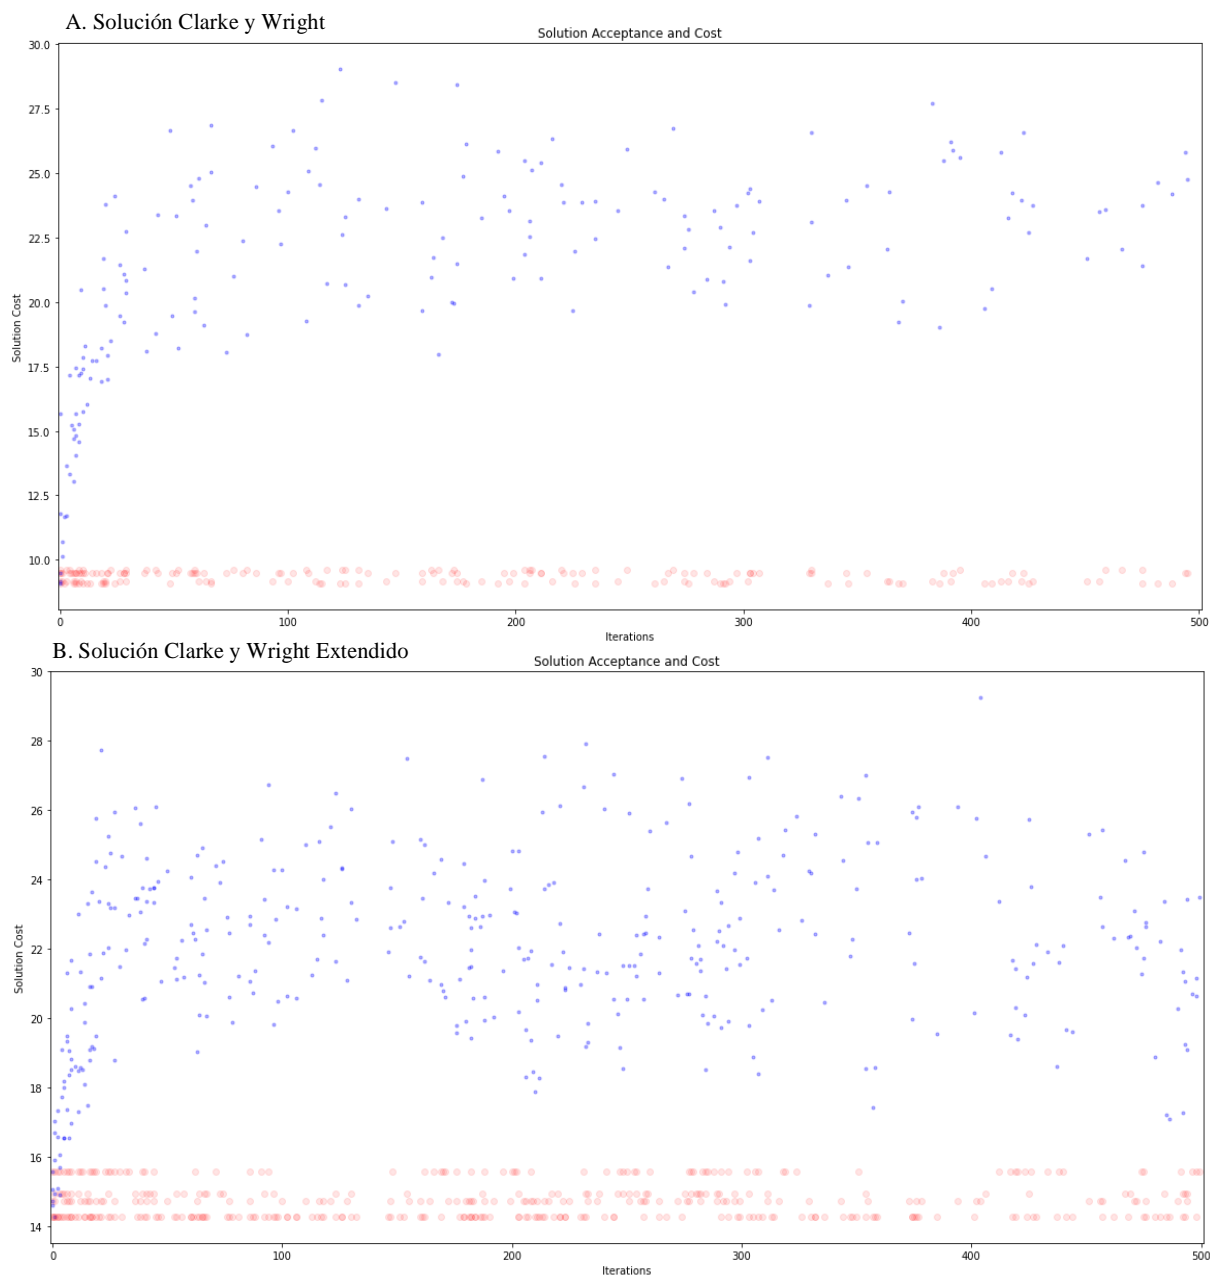 A. Solución Clarke y Wright
Solution Acceptance and Cost
30.0
27.5
25.0
22.5
20.0
17.5
15.0
12.5
10.0
Solution Cost
0 100 200 300 400 500
Iterations
B. Solución Clarke y Wright Extendido
Solution Acceptance and Cost
30
28
26
24
22
20
18
16
14
Solution Cost
0 100 200 300 400 500
Iterations